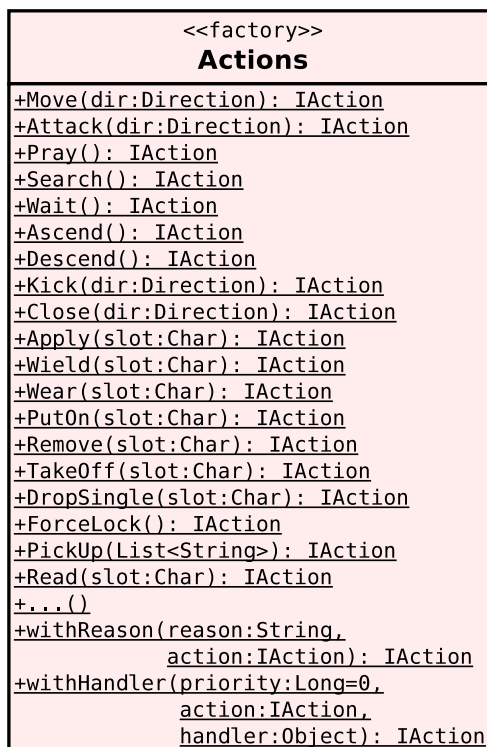 <<factory>>
Actions
+Move(dir:Direction): IAction
+Attack(dir:Direction): IAction
+Pray(): IAction
+Search(): IAction
+Wait(): IAction
+Ascend(): IAction
+Descend(): IAction
+Kick(dir:Direction): IAction
+Close(dir:Direction): IAction
+Apply(slot:Char): IAction
+Wield(slot:Char): IAction
+Wear(slot:Char): IAction
+PutOn(slot:Char): IAction
+Remove(slot:Char): IAction
+TakeOff(slot:Char): IAction
+DropSingle(slot:Char): IAction
+ForceLock(): IAction
+PickUp(List<String>): IAction
+Read(slot:Char): IAction
+...()
+withReason(reason:String,
action:IAction): IAction
+withHandler(priority:Long=0,
action:IAction,
handler:Object): IAction